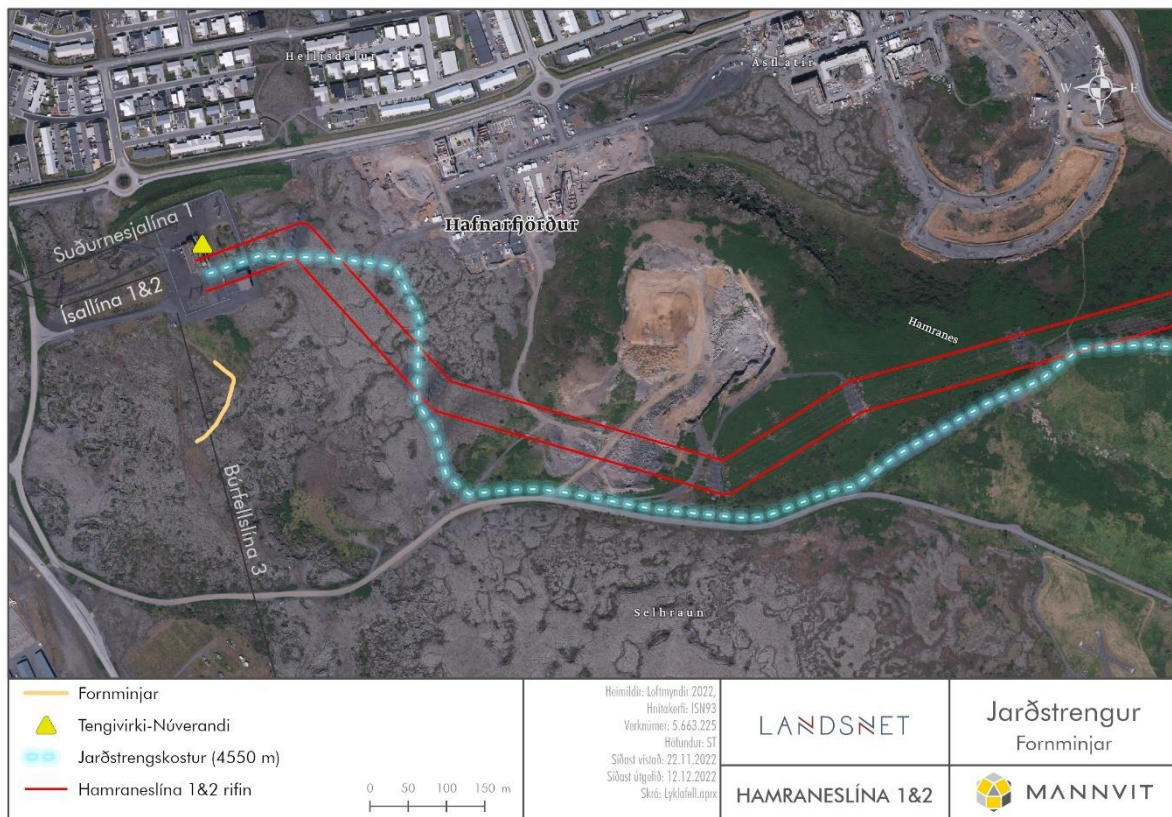 Hellisdalur
Ásflatir
W E
Hafnarfjörður
Suðurnesjalína 1
Ísallína 1&2
Hamranes
Búrfellslína 3
Selhraun
Fornminjar
Tengivirki-Núverandi
Jarðstrengskostur (4550 m)
Hamraneslína 1&2 rifin
0 50 100 150 m
Heimildir: Loftmyndir 2022,
Hnitakerfi: ISN93
Verknúmer: 5.663.225
Höfundur: ST
Síðast vistað: 22.11.2022
Síðast útgefið: 12.12.2022
Skrá: Lyklafell.aprx
LANDSNET
HAMRANESLÍNA 1&2
Jarðstrengur
Fornminjar
MANNVIT